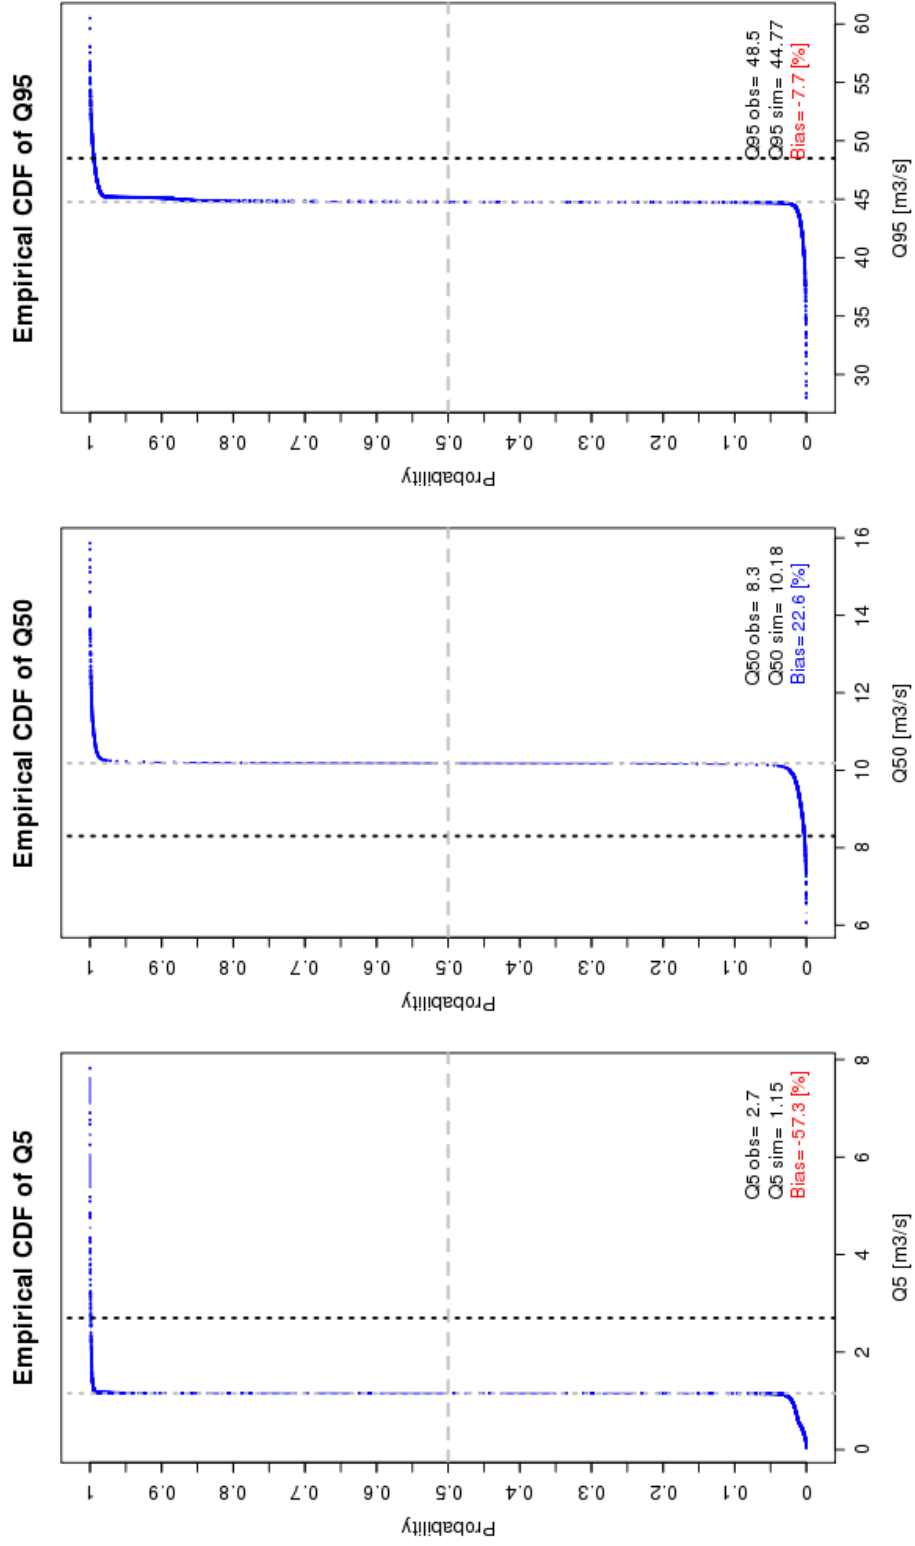 Empirical CDF of Q5
Probability
1
0.9
0.8
0.7
0.6
0.5
0.4
0.3
0.2
0.1
0
Q5 obs= 2.7
Q5 sim= 1.15
Bias= -57.3 [%]
0 2 4 6 8
Q5 [m3/s]
Empirical CDF of Q50
Probability
1
0.9
0.8
0.7
0.6
0.5
0.4
0.3
0.2
0.1
0
Q50 obs= 8.3
Q50 sim= 10.18
Bias= 22.6 [%]
6 8 10 12 14 16
Q50 [m3/s]
Empirical CDF of Q95
Probability
1
0.9
0.8
0.7
0.6
0.5
0.4
0.3
0.2
0.1
0
Q95 obs= 48.5
Q95 sim= 44.77
Bias= -7.7 [%]
30 35 40 45 50 55 60
Q95 [m3/s]